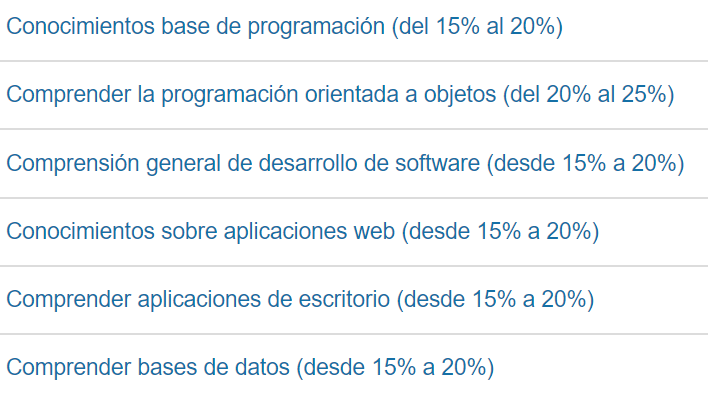 Conocimientos base de programación (del 15% al 20%)
Comprender la programación orientada a objetos (del 20% al 25%)
Comprensión general de desarrollo de software (desde 15% a 20%)
Conocimientos sobre aplicaciones web (desde 15% a 20%)
Comprender aplicaciones de escritorio (desde 15% a 20%)
Comprender bases de datos (desde 15% a 20%)